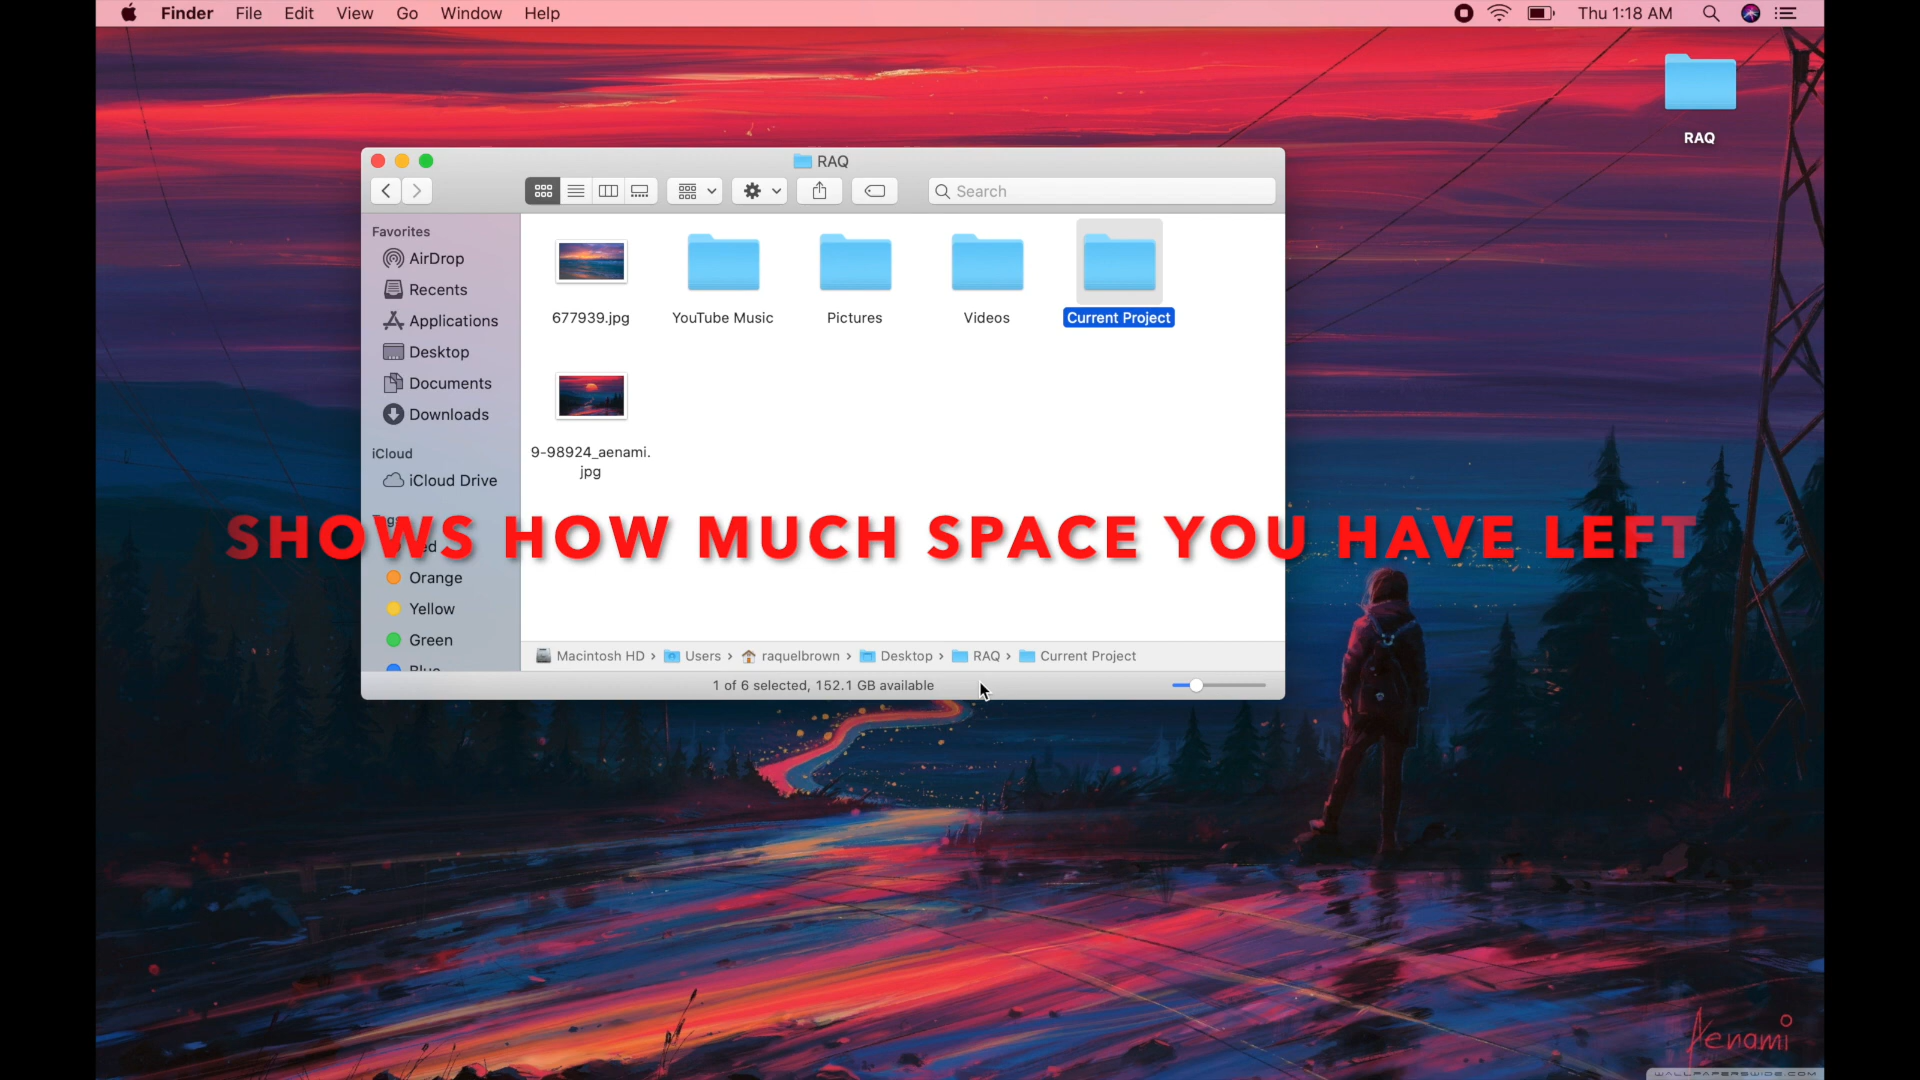 Finder File Edit View Go Window Help Thu 1:18 AM
RAQ
RAQ
Search
Favorites
AirDrop
Recents
Applications
Desktop
Documents
Downloads
iCloud
iCloud Drive
677939.jpg
YouTube Music
Pictures
Videos
Current Project
9-98924_aenami.
jpg
SHOWS HOW MUCH SPACE YOU HAVE LEFT
Orange
Yellow
Green
Blue
Macintosh HD › Users › raquelbrown › Desktop › RAQ › Current Project
1 of 6 selected, 152.1 GB available
Aenami
WALLPAPERSWIDE.COM